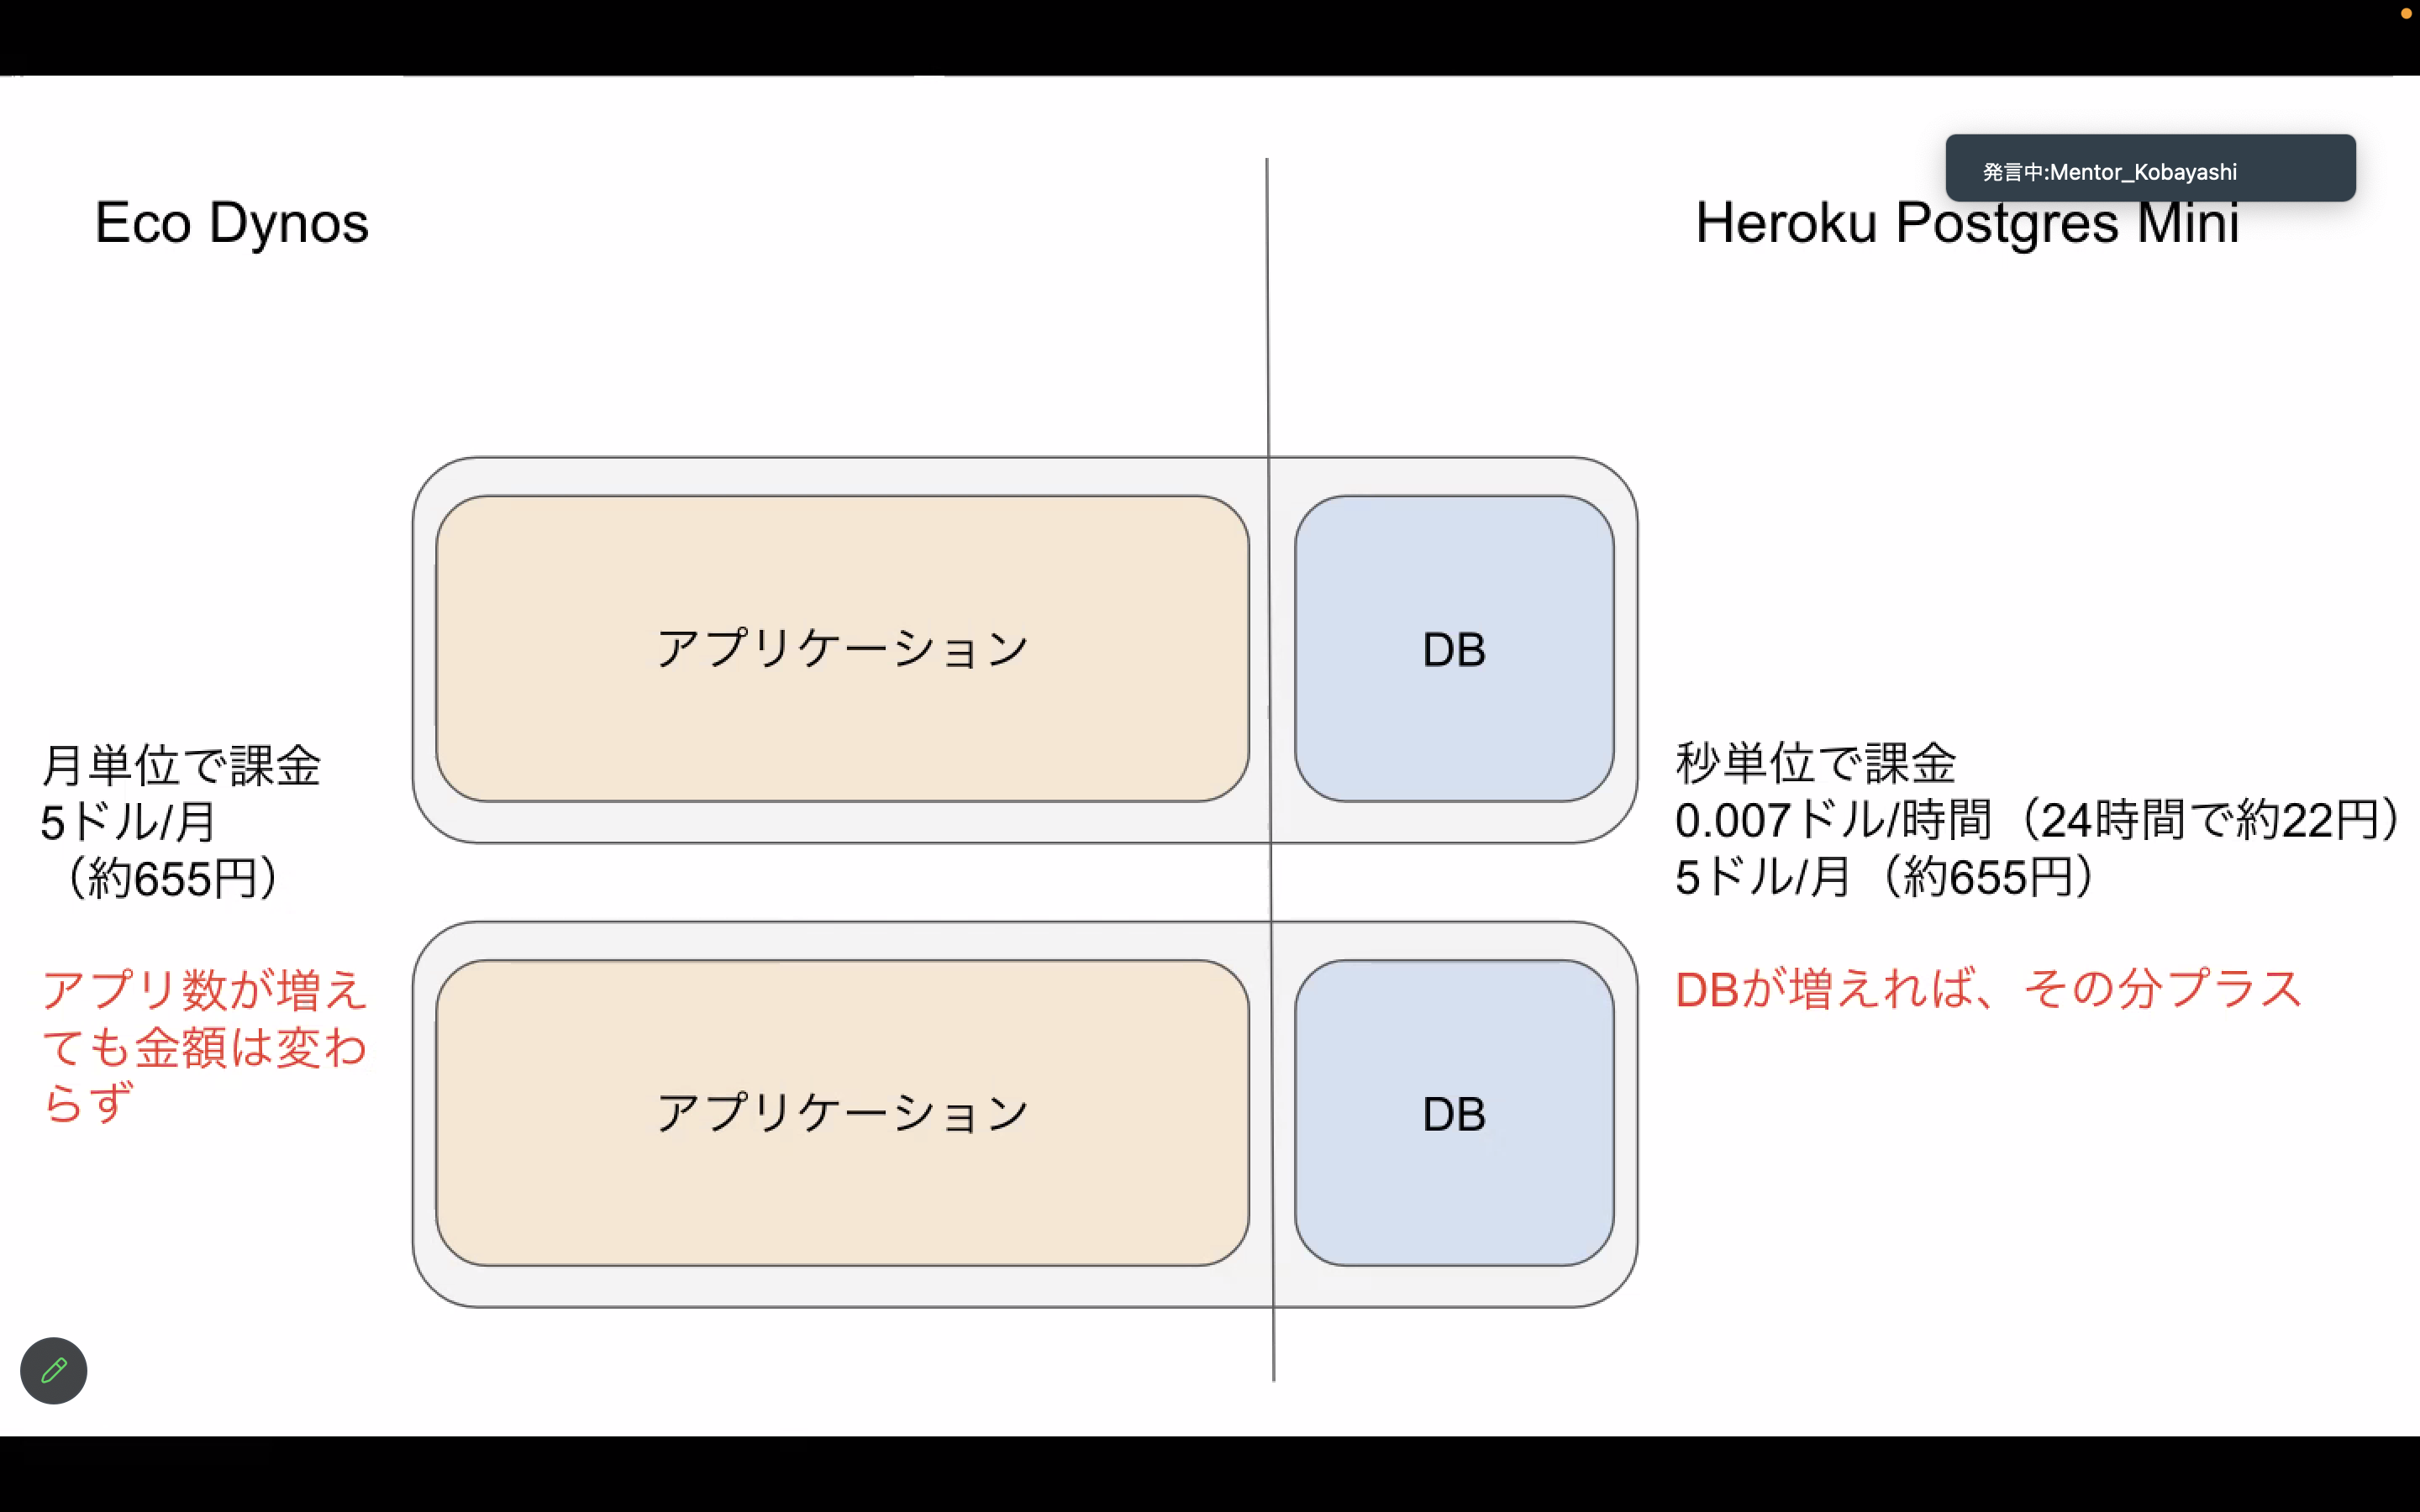 発言中:Mentor_Kobayashi
Eco Dynos
Heroku Postgres Mini
アプリケーション
DB
月単位で課金
5ドル/月
（約655円）
アプリ数が増え
ても金額は変わ
らず
秒単位で課金
0.007ドル/時間（24時間で約22円）
5ドル/月（約655円）
DBが増えれば、その分プラス
アプリケーション
DB